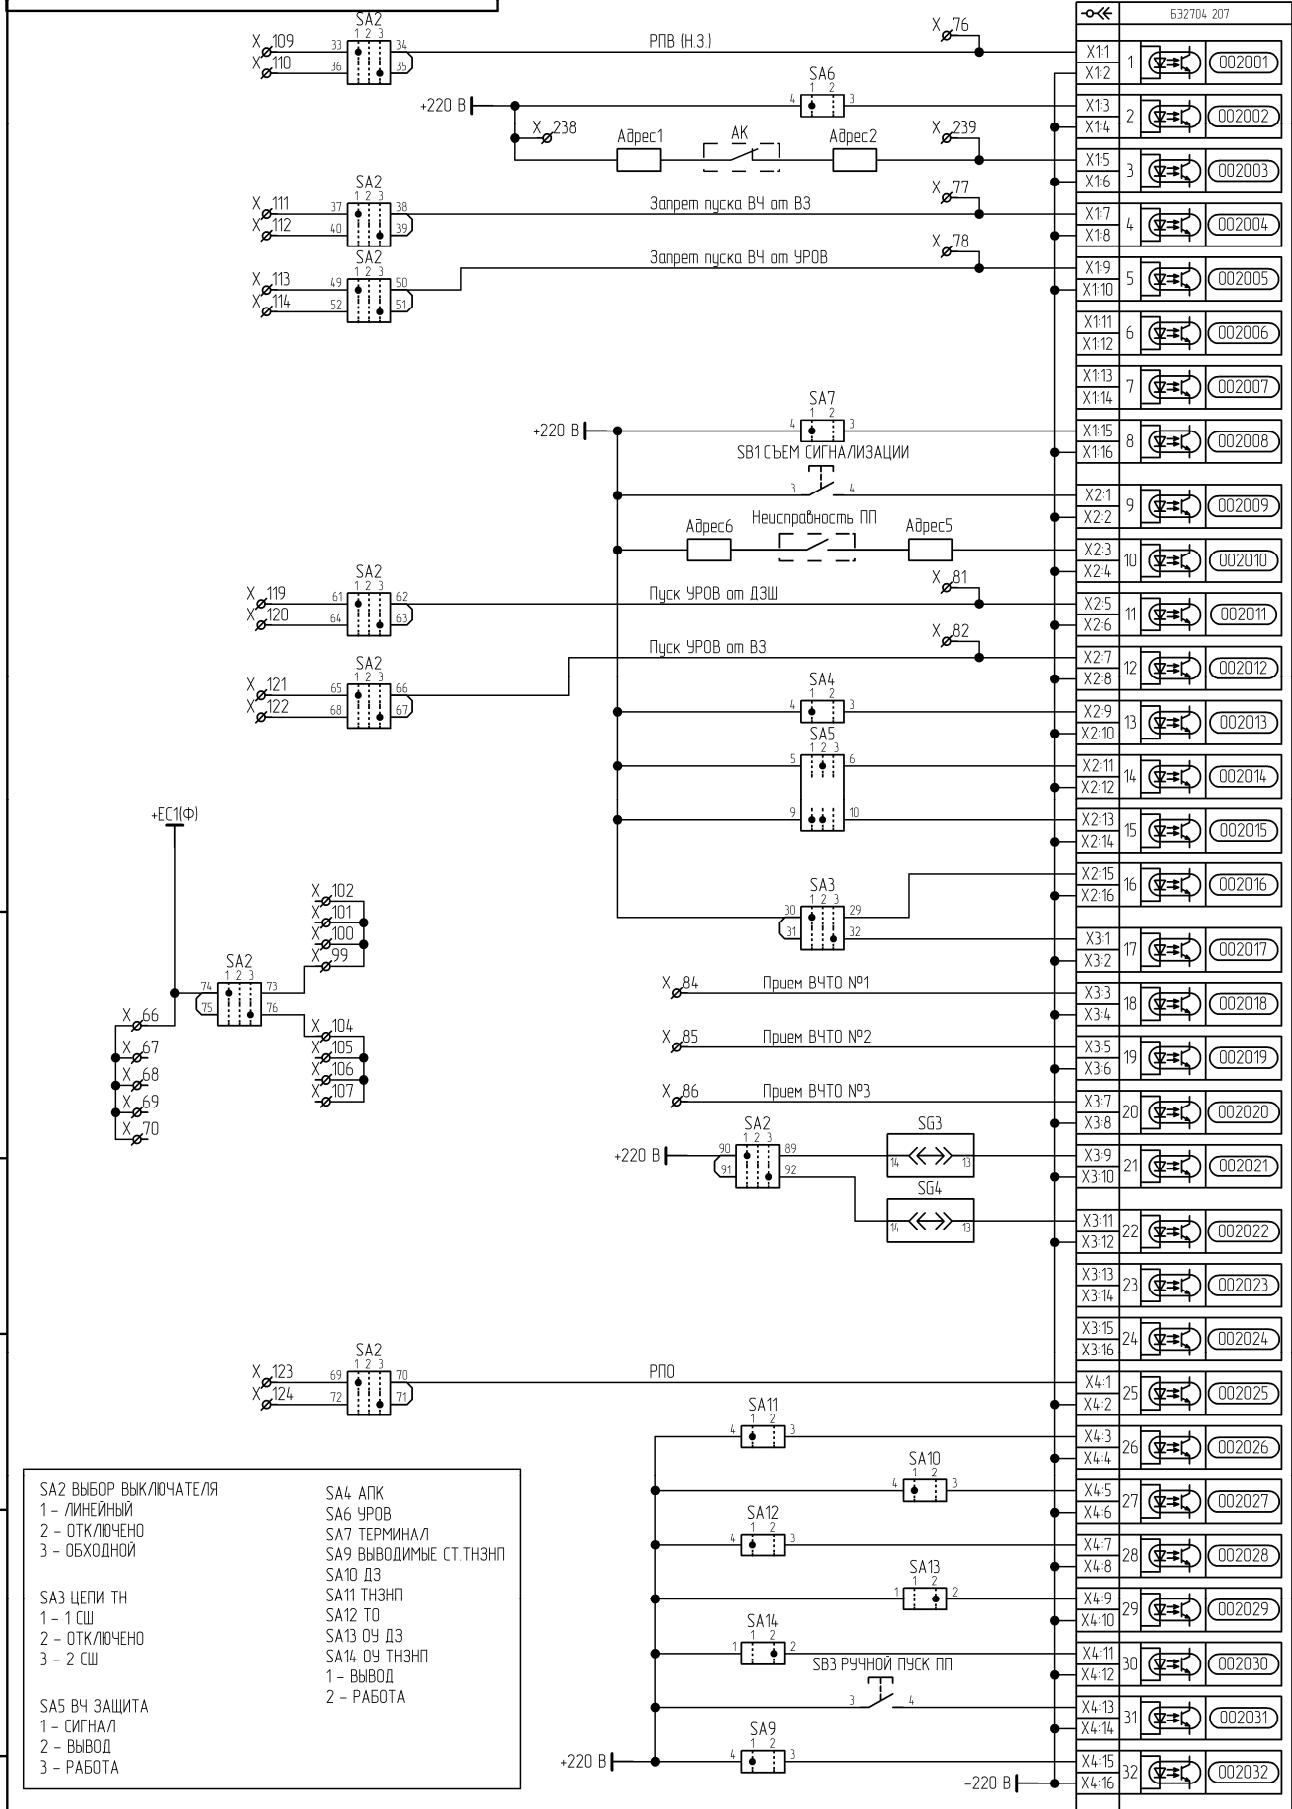 БЭ2704 207
SA2
1 2 3
X 109 33 34 РПВ (Н.З.) X 76
X 110 36 35
X1:1 1 002001
X1:2
SA6
1 2
+220 В 4 3
X1:3 2 002002
X1:4
X 238 Адрес1 АК Адрес2 X 239
X1:5 3 002003
X1:6
SA2
1 2 3
X 111 37 38 Запрет пуска ВЧ от ВЗ X 77
X 112 40 39
X1:7 4 002004
X1:8
SA2
1 2 3
X 113 49 50 Запрет пуска ВЧ от УРОВ X 78
X 114 52 51
X1:9 5 002005
X1:10
X1:11 6 002006
X1:12
X1:13 7 002007
X1:14
SA7
1 2
+220 В 4 3
X1:15 8 002008
X1:16
SB1 СЪЕМ СИГНАЛИЗАЦИИ
3 4
X2:1 9 002009
X2:2
Адрес6 Неисправность ПП Адрес5
X2:3 10 002010
X2:4
SA2
1 2 3
X 119 61 62 Пуск УРОВ от ДЗШ X 81
X 120 64 63
X2:5 11 002011
X2:6
SA2
1 2 3
X 121 65 66 Пуск УРОВ от ВЗ X 82
X 122 68 67
X2:7 12 002012
X2:8
SA4
1 2
4 3
X2:9 13 002013
X2:10
SA5
1 2 3
5 6
X2:11 14 002014
X2:12
9 10
X2:13 15 002015
X2:14
SA3
1 2 3
30 29
31 32
X2:15 16 002016
X2:16
X3:1 17 002017
X3:2
+EC1(Ф)
X 102
X 101
X 100
X 99
SA2
1 2 3
74 73
75 76
X 66
X 67
X 68
X 69
X 70
X 104
X 105
X 106
X 107
X 84 Прием ВЧТО №1
X3:3 18 002018
X3:4
X 85 Прием ВЧТО №2
X3:5 19 002019
X3:6
X 86 Прием ВЧТО №3
X3:7 20 002020
X3:8
SA2
1 2 3
+220 В 90 89
91 92
SG3
14 13
X3:9 21 002021
X3:10
SG4
14 13
X3:11 22 002022
X3:12
X3:13 23 002023
X3:14
X3:15 24 002024
X3:16
SA2
1 2 3
X 123 69 70 РПО
X 124 72 71
X4:1 25 002025
X4:2
SA11
1 2
4 3
X4:3 26 002026
X4:4
SA10
1 2
4 3
X4:5 27 002027
X4:6
SA12
1 2
4 3
X4:7 28 002028
X4:8
SA13
1 2
1 2
X4:9 29 002029
X4:10
SA14
1 2
1 2
X4:11 30 002030
X4:12
SB3 РУЧНОЙ ПУСК ПП
3 4
X4:13 31 002031
X4:14
SA9
1 2
+220 В 4 3
X4:15 32 002032
-220 В X4:16
SA2 ВЫБОР ВЫКЛЮЧАТЕЛЯ
1 - ЛИНЕЙНЫЙ
2 - ОТКЛЮЧЕНО
3 - ОБХОДНОЙ
SA3 ЦЕПИ ТН
1 - 1 СШ
2 - ОТКЛЮЧЕНО
3 - 2 СШ
SA5 ВЧ ЗАЩИТА
1 - СИГНАЛ
2 - ВЫВОД
3 - РАБОТА
SA4 АПК
SA6 УРОВ
SA7 ТЕРМИНАЛ
SA9 ВЫВОДИМЫЕ СТ.ТНЗНП
SA10 ДЗ
SA11 ТНЗНП
SA12 ТО
SA13 ОУ ДЗ
SA14 ОУ ТНЗНП
1 - ВЫВОД
2 - РАБОТА